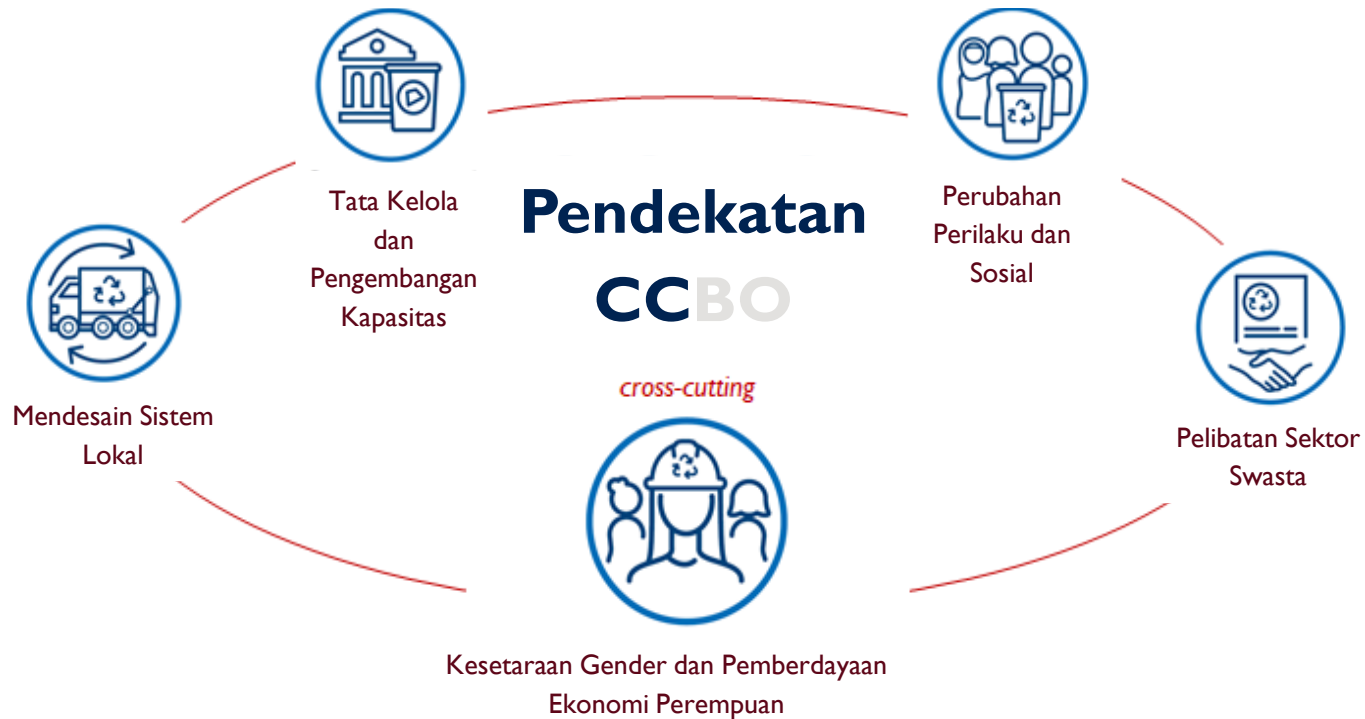 Pendekatan
CCBO
Tata Kelola
dan
Pengembangan
Kapasitas
Perubahan
Perilaku dan
Sosial
Mendesain Sistem
Lokal
Pelibatan Sektor
Swasta
cross-cutting
Kesetaraan Gender dan Pemberdayaan
Ekonomi Perempuan